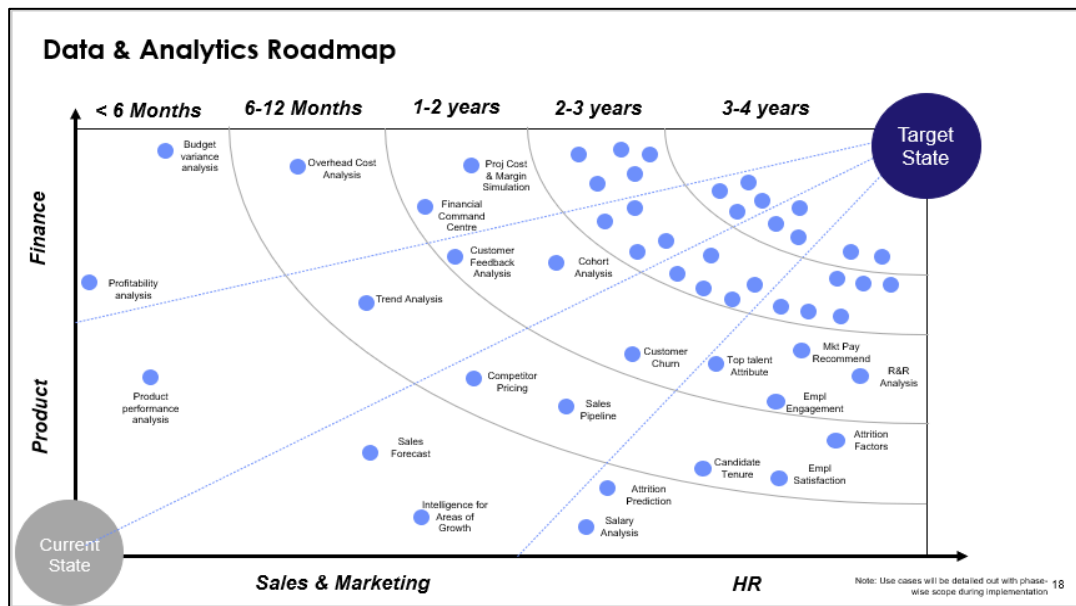 Data & Analytics Roadmap
< 6 Months
6-12 Months
1-2 years
2-3 years
3-4 years
Target
State
Finance
Product
Budget
variance
analysis
Overhead Cost
Analysis
Proj Cost
& Margin
Simulation
Financial
Command
Centre
Customer
Feedback
Analysis
Cohort
Analysis
Profitability
analysis
Trend Analysis
Product
performance
analysis
Competitor
Pricing
Customer
Churn
Top talent
Attribute
Mkt Pay
Recommend
R&R
Analysis
Sales
Pipeline
Empl
Engagement
Sales
Forecast
Attrition
Factors
Candidate
Tenure
Empl
Satisfaction
Attrition
Prediction
Intelligence for
Areas of
Growth
Salary
Analysis
Current
State
Sales & Marketing
HR
Note: Use cases will be detailed out with phase-
wise scope during implementation
18